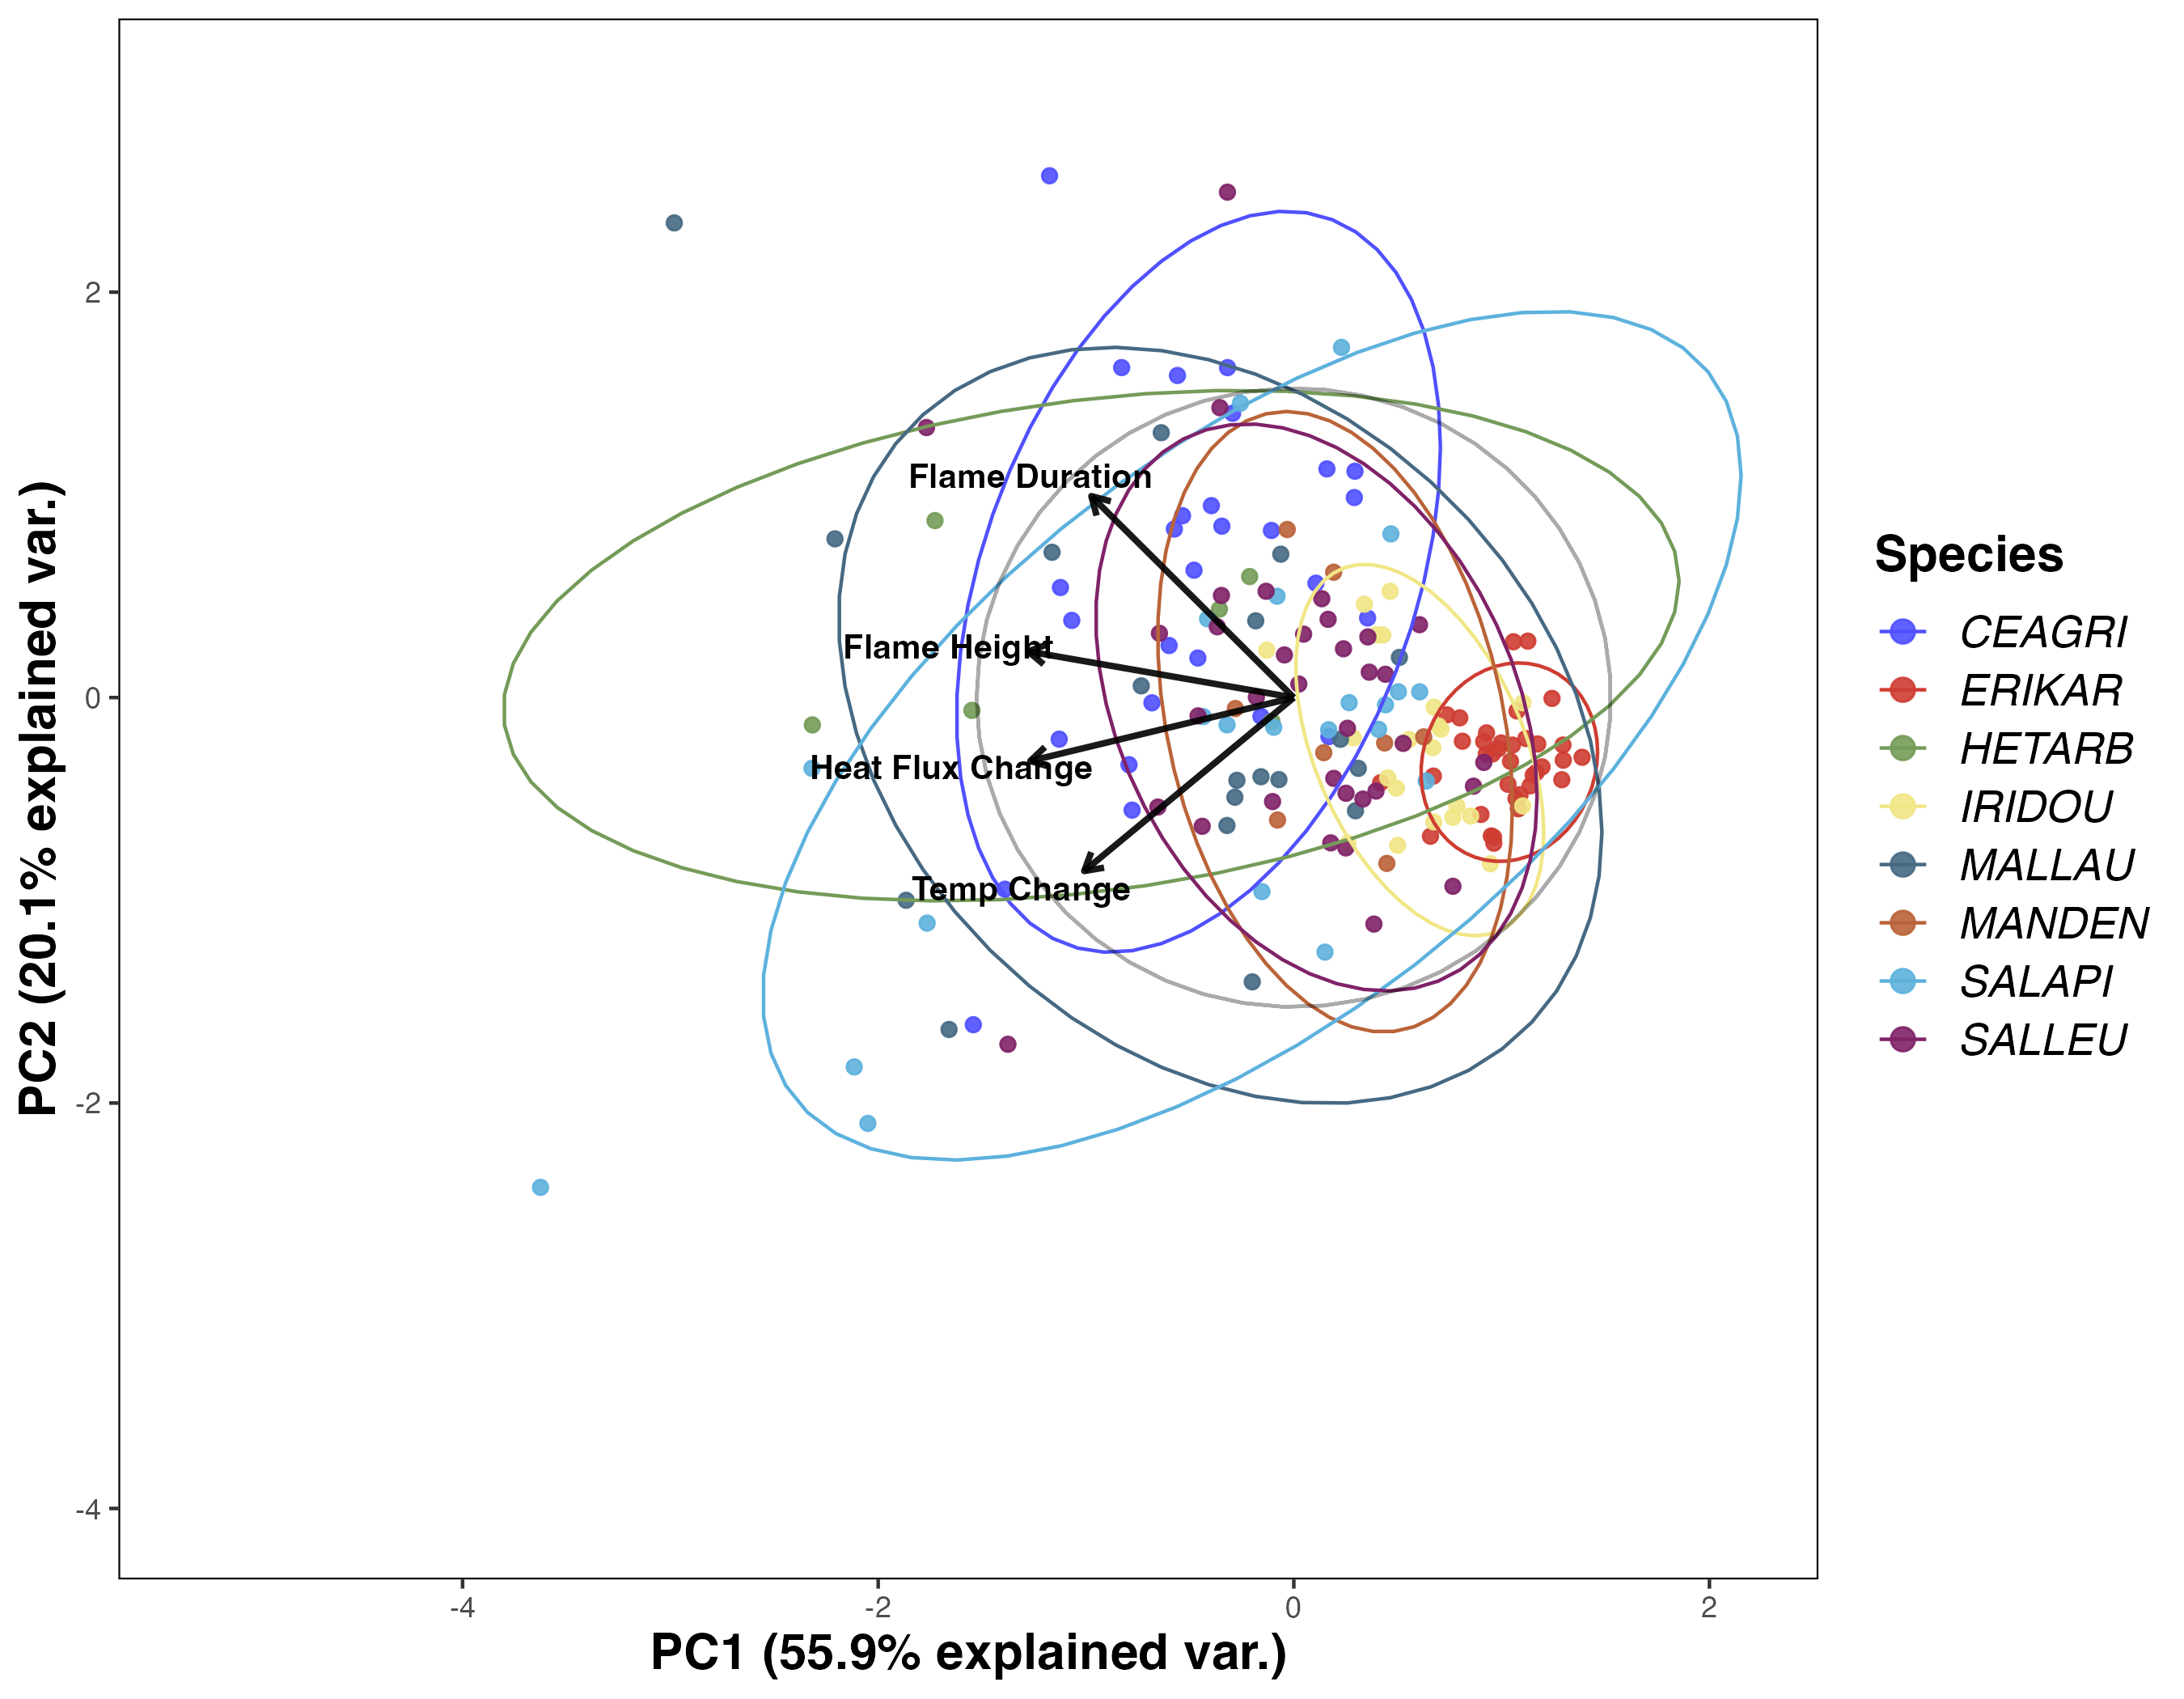 PC2 (20.1% explained var.)
2
0
-2
-4
Flame Duration
Flame Height
Heat Flux Change
Temp Change
-4
-2
0
2
PC1 (55.9% explained var.)
Species
CEAGRI
ERIKAR
HETARB
IRIDOU
MALLAU
MANDEN
SALAPI
SALLEU